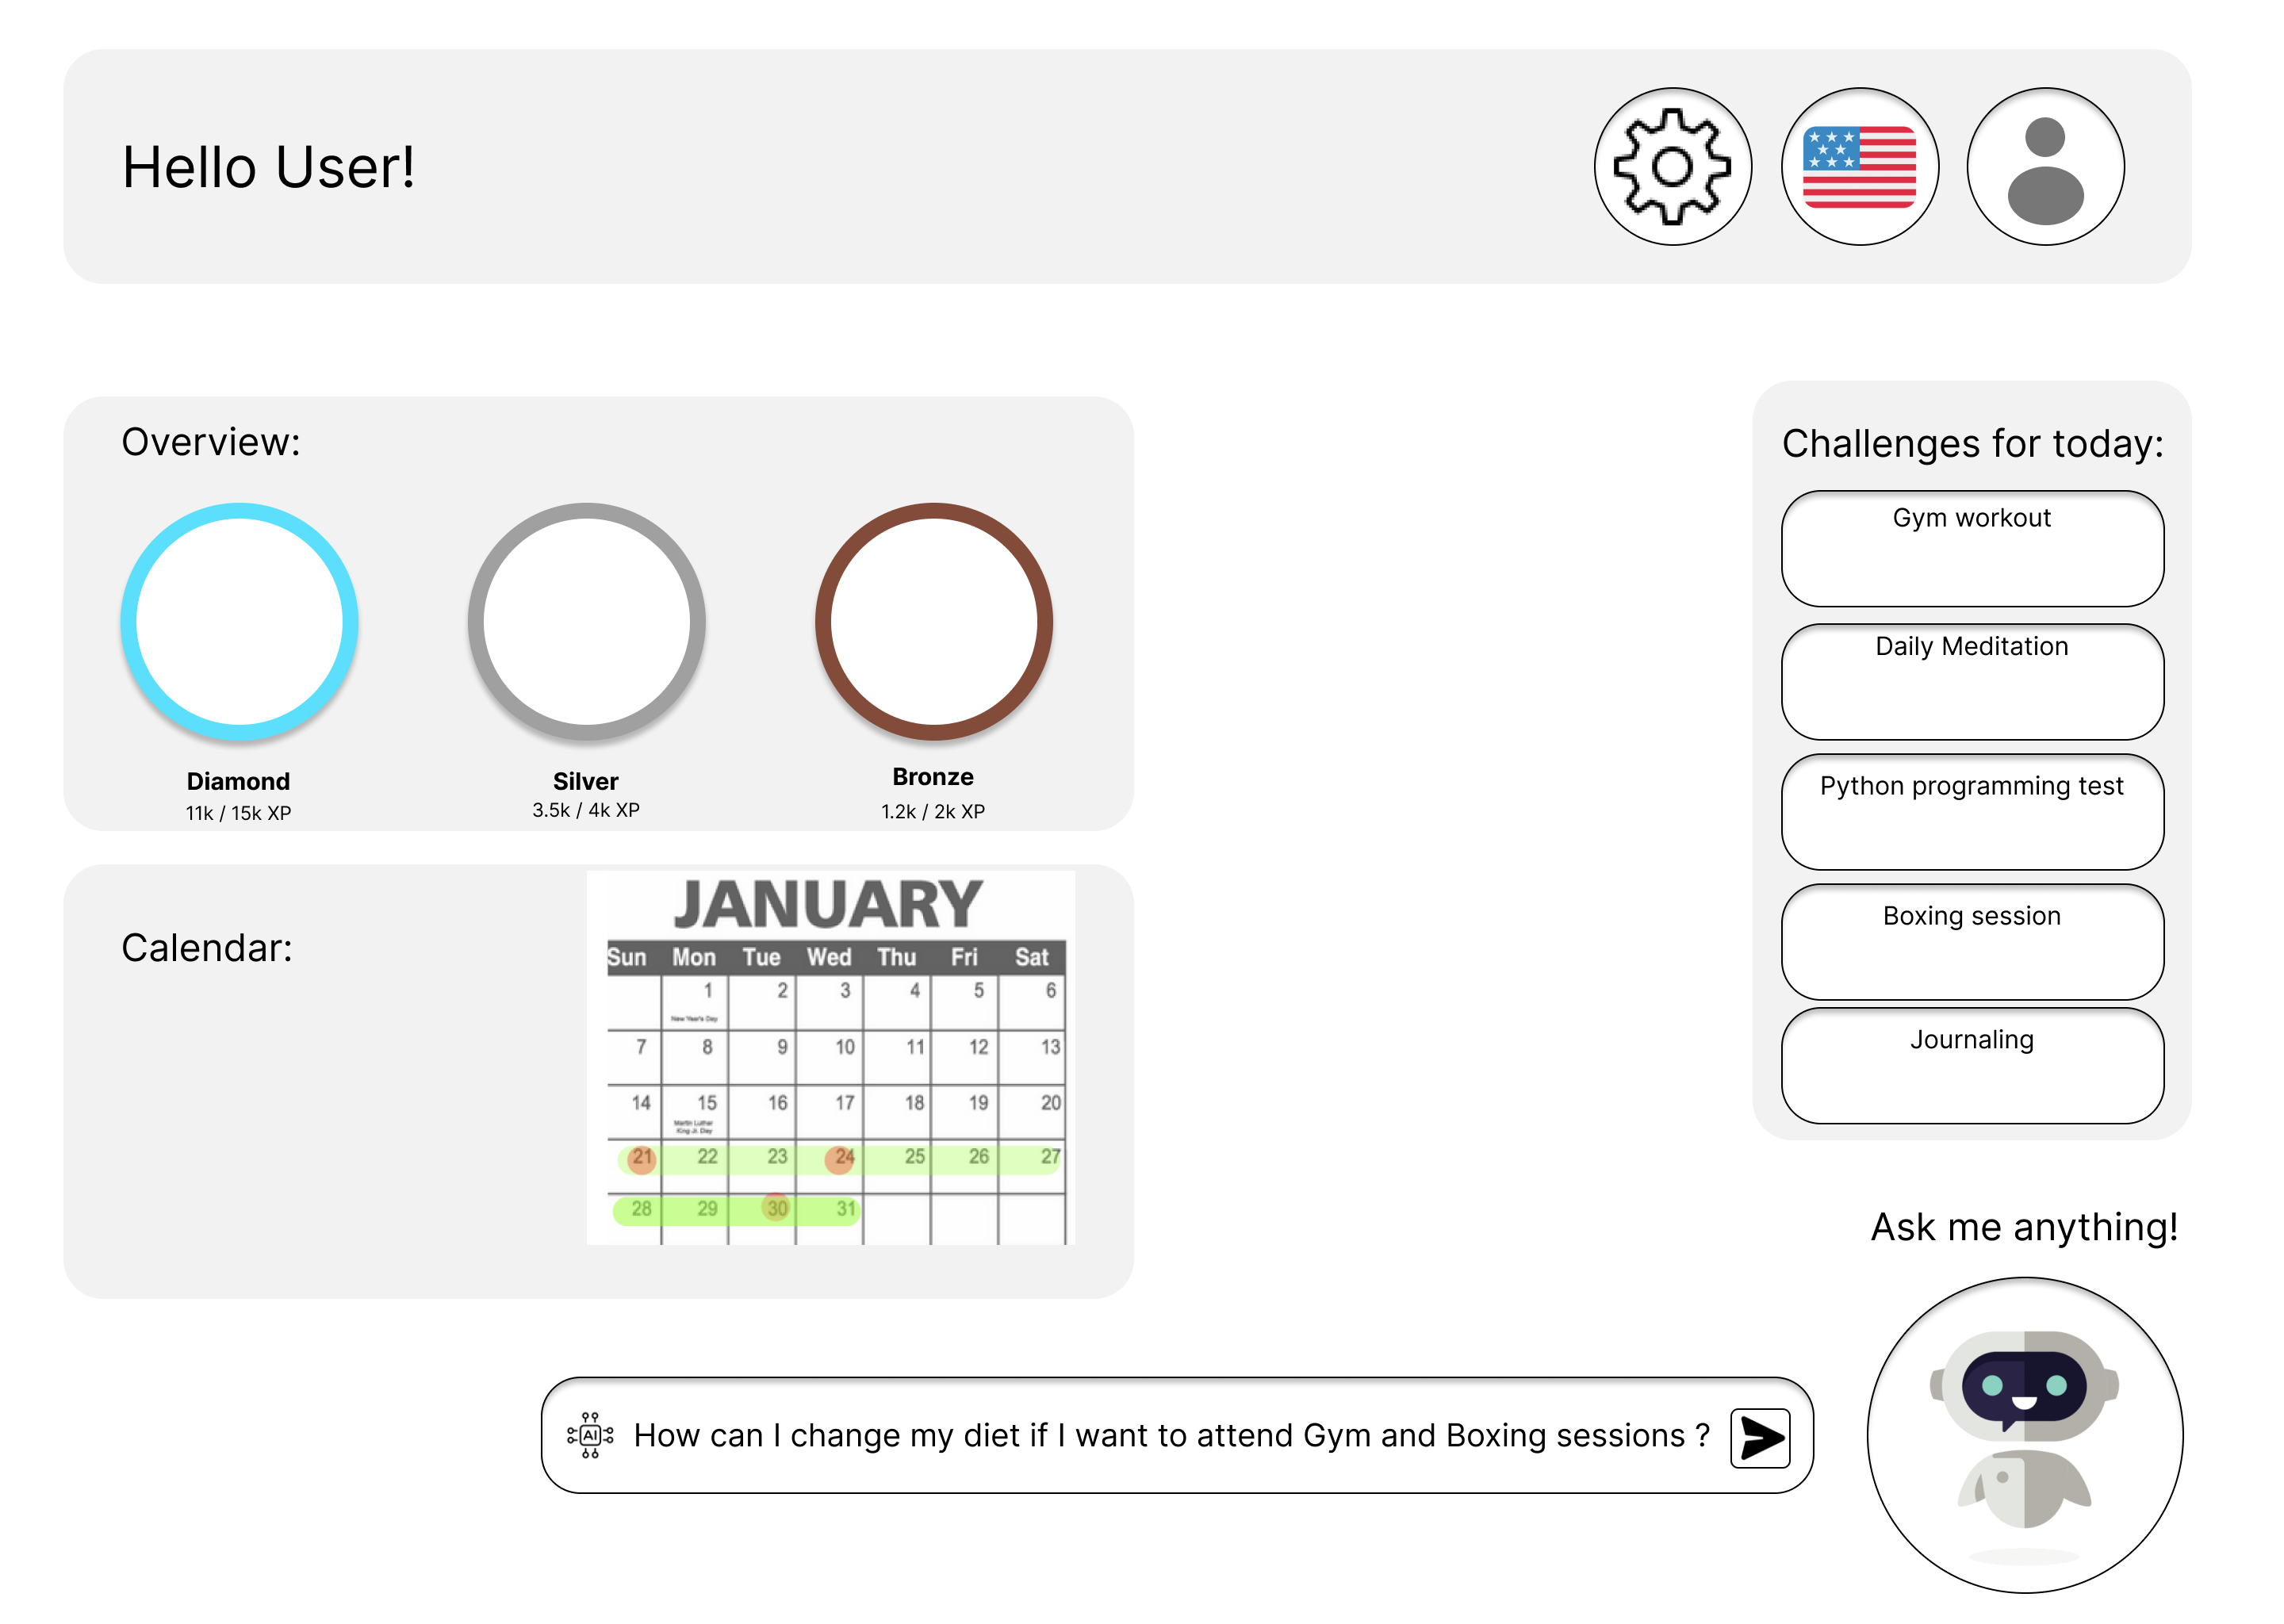 Hello User!
Overview:
Diamond
11k / 15k XP
Silver
3.5k / 4k XP
Bronze
1.2k / 2k XP
Calendar:
JANUARY
Sun Mon Tue Wed Thu Fri Sat
1 2 3 4 5 6
New Year's Day
7 8 9 10 11 12 13
14 15 16 17 18 19 20
Martin Luther
King Jr. Day
21 22 23 24 25 26 27
28 29 30 31
Challenges for today:
Gym workout
Daily Meditation
Python programming test
Boxing session
Journaling
Ask me anything!
AI
How can I change my diet if I want to attend Gym and Boxing sessions ?